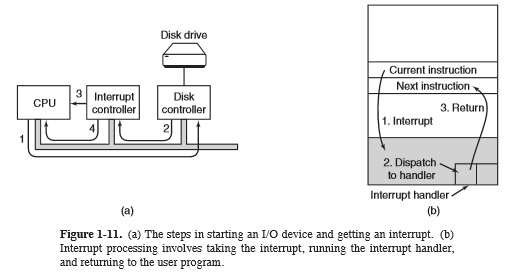 Disk drive
CPU
3
Interrupt
controller
Disk
controller
1
4
2
(a)
Current instruction
Next instruction
3. Return
1. Interrupt
2. Dispatch
to handler
Interrupt handler
(b)
Figure 1-11. (a) The steps in starting an I/O device and getting an interrupt. (b)
Interrupt processing involves taking the interrupt, running the interrupt handler,
and returning to the user program.